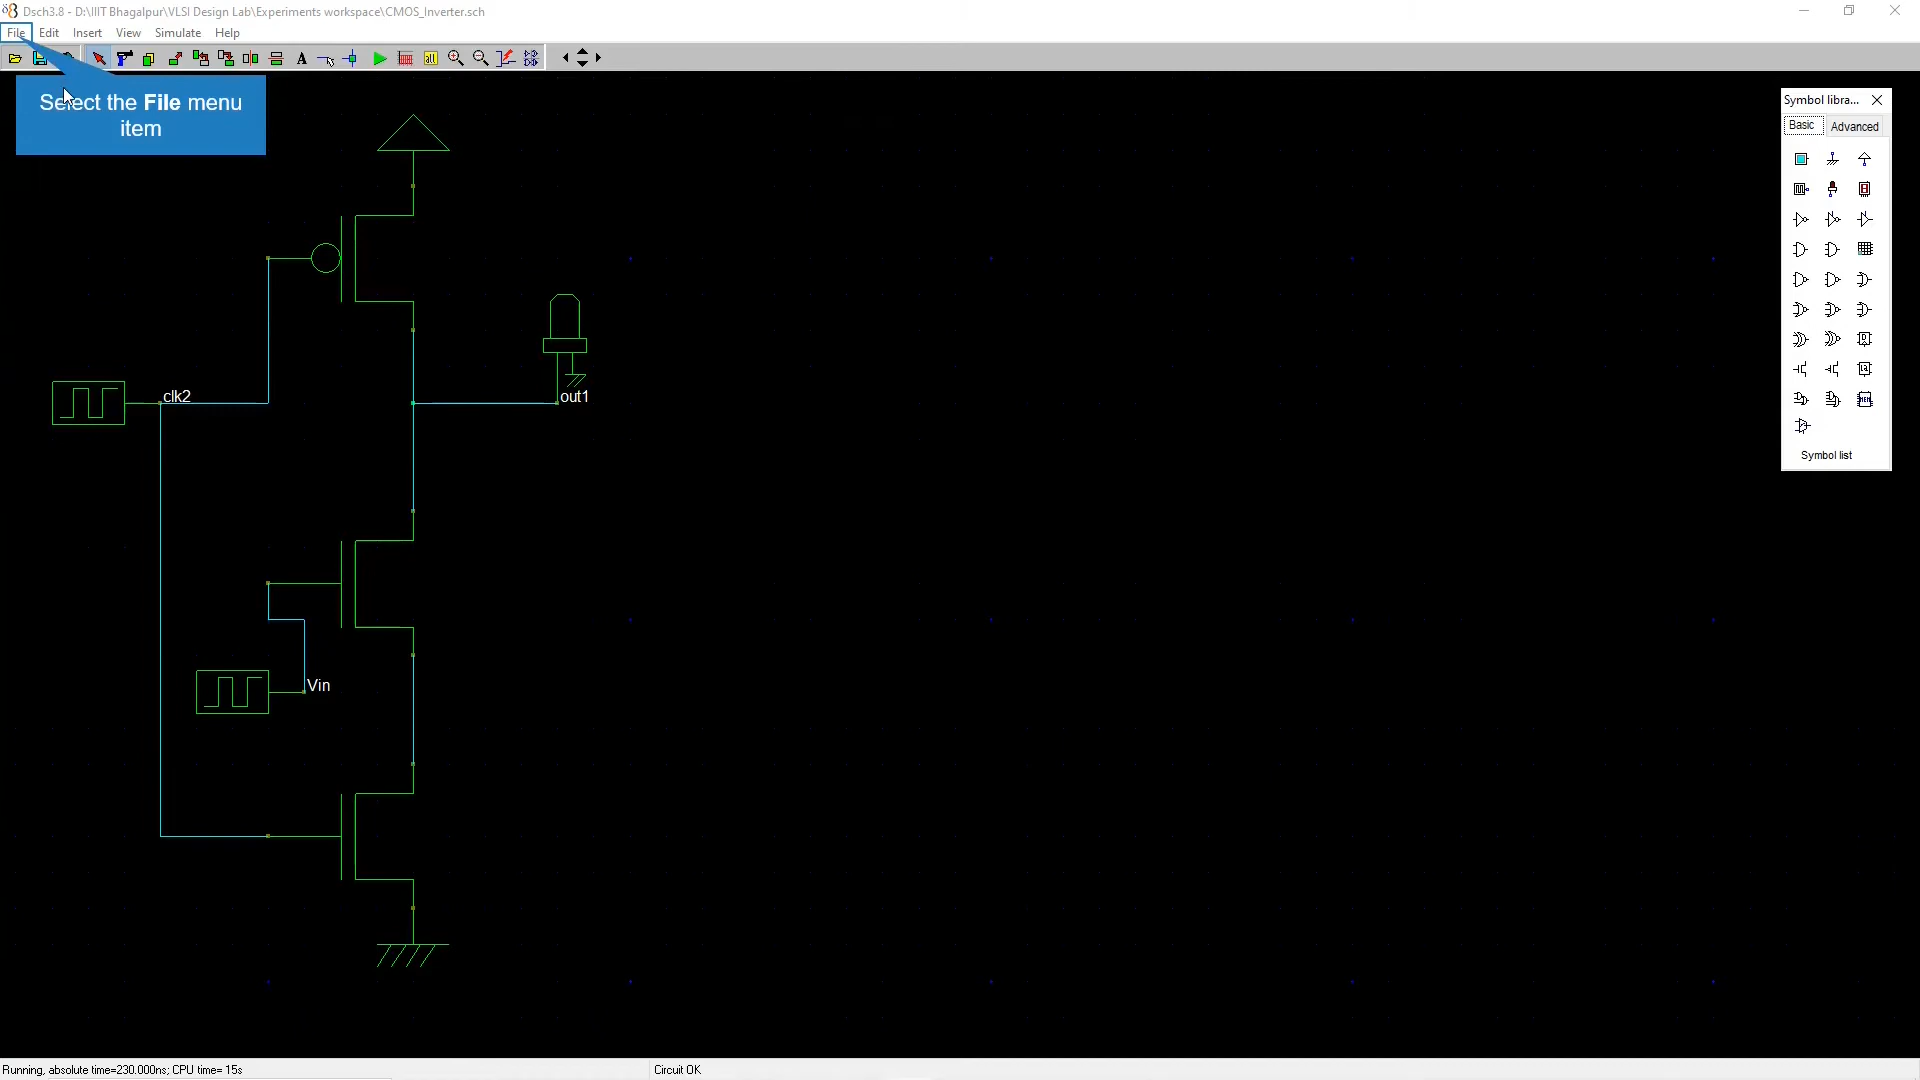 Dsch3.8 - D:\IIIT Bhagalpur\VLSI Design Lab\Experiments workspace\CMOS_Inverter.sch
File Edit Insert View Simulate Help
Select the File menu
item
Symbol libra...
Basic Advanced
Symbol list
clk2
out1
Vin
Running, absolute time=230.000ns; CPU time= 15s
Circuit OK